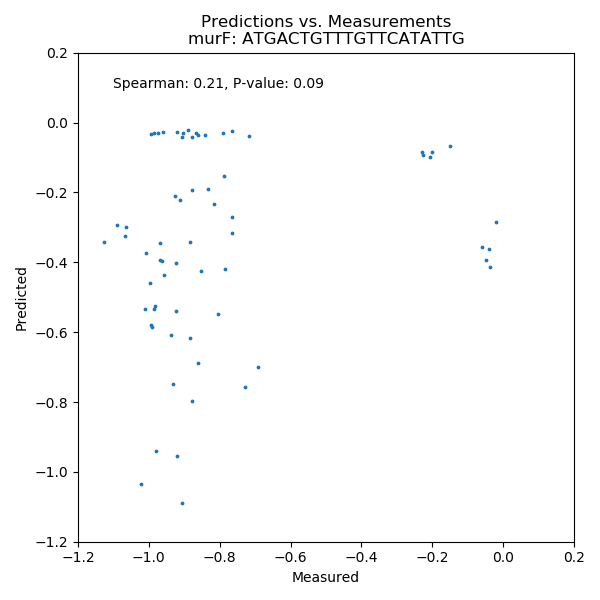 Predictions vs. Measurements
murF: ATGACTGTTTGTTCATATTG
Spearman: 0.21, P-value: 0.09
Predicted
0.2
0.0
−0.2
−0.4
−0.6
−0.8
−1.0
−1.2
−1.2 −1.0 −0.8 −0.6 −0.4 −0.2 0.0 0.2
Measured